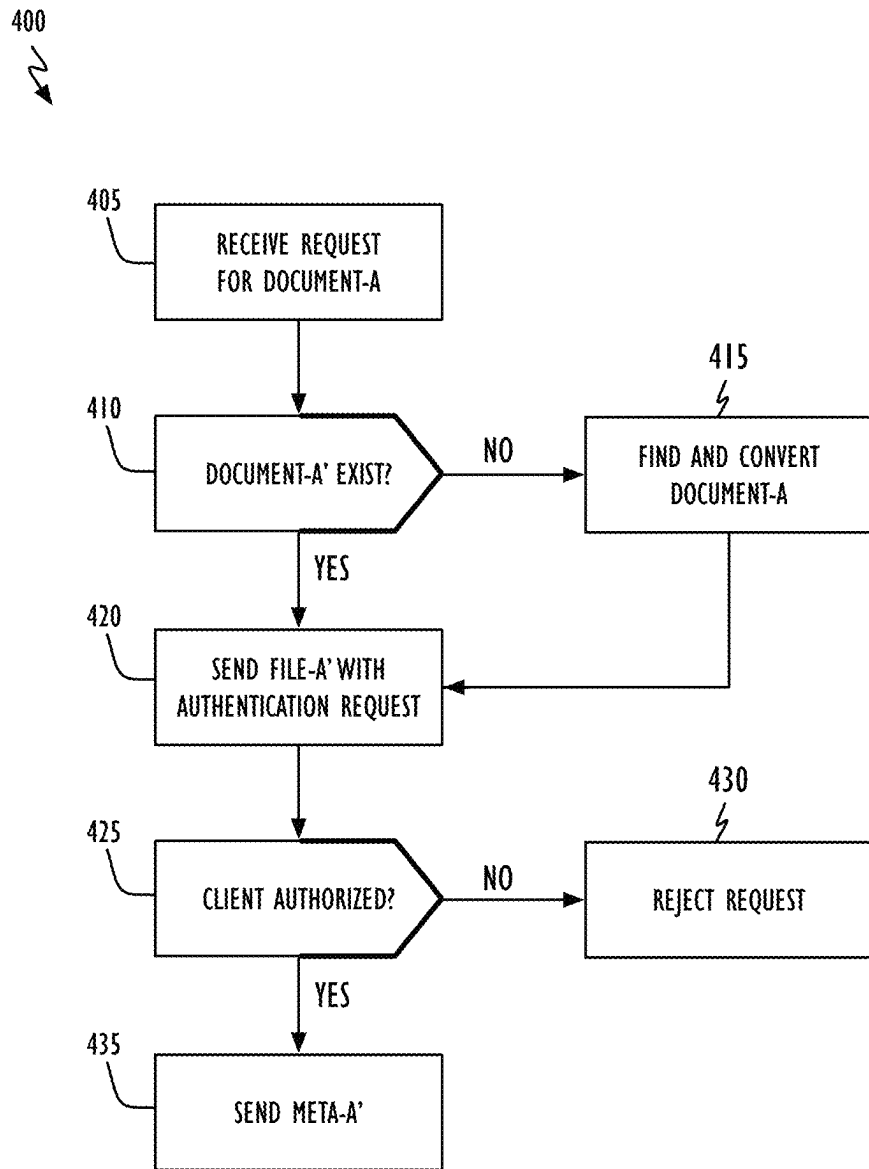 400
405
RECEIVE REQUEST
FOR DOCUMENT-A
410
DOCUMENT-A' EXIST?
NO
415
FIND AND CONVERT
DOCUMENT-A
YES
420
SEND FILE-A' WITH
AUTHENTICATION REQUEST
425
CLIENT AUTHORIZED?
NO
430
REJECT REQUEST
YES
435
SEND META-A'